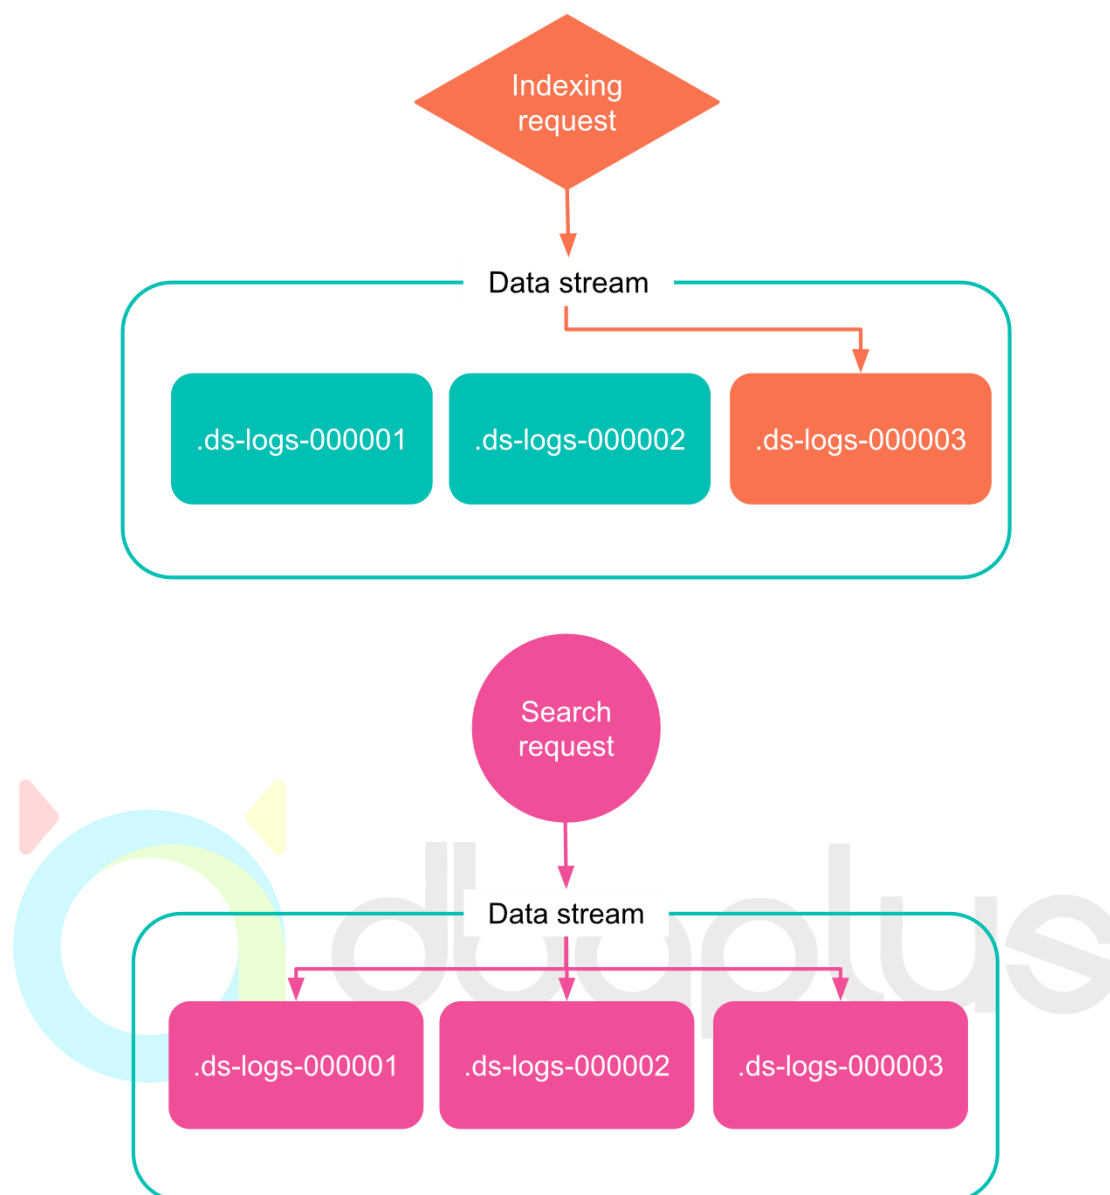 Indexing
request
Data stream
.ds-logs-000001 .ds-logs-000002 .ds-logs-000003
Search
request
Data stream
dbaplus
.ds-logs-000001 .ds-logs-000002 .ds-logs-000003